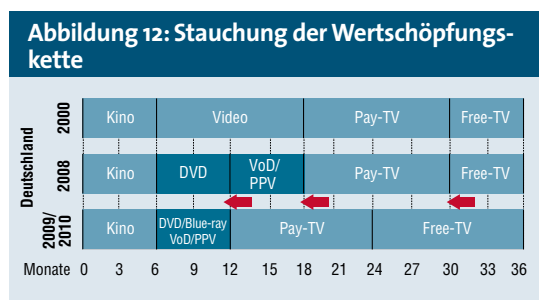 Abbildung 12: Stauchung der Wertschöpfungs-
kette
Deutschland
2000
Kino Video Pay-TV Free-TV
2008
Kino DVD VoD/
PPV Pay-TV Free-TV
2009/
2010
Kino DVD/Blue-ray
VoD/PPV Pay-TV Free-TV
Monate 0 3 6 9 12 15 18 21 24 27 30 33 36